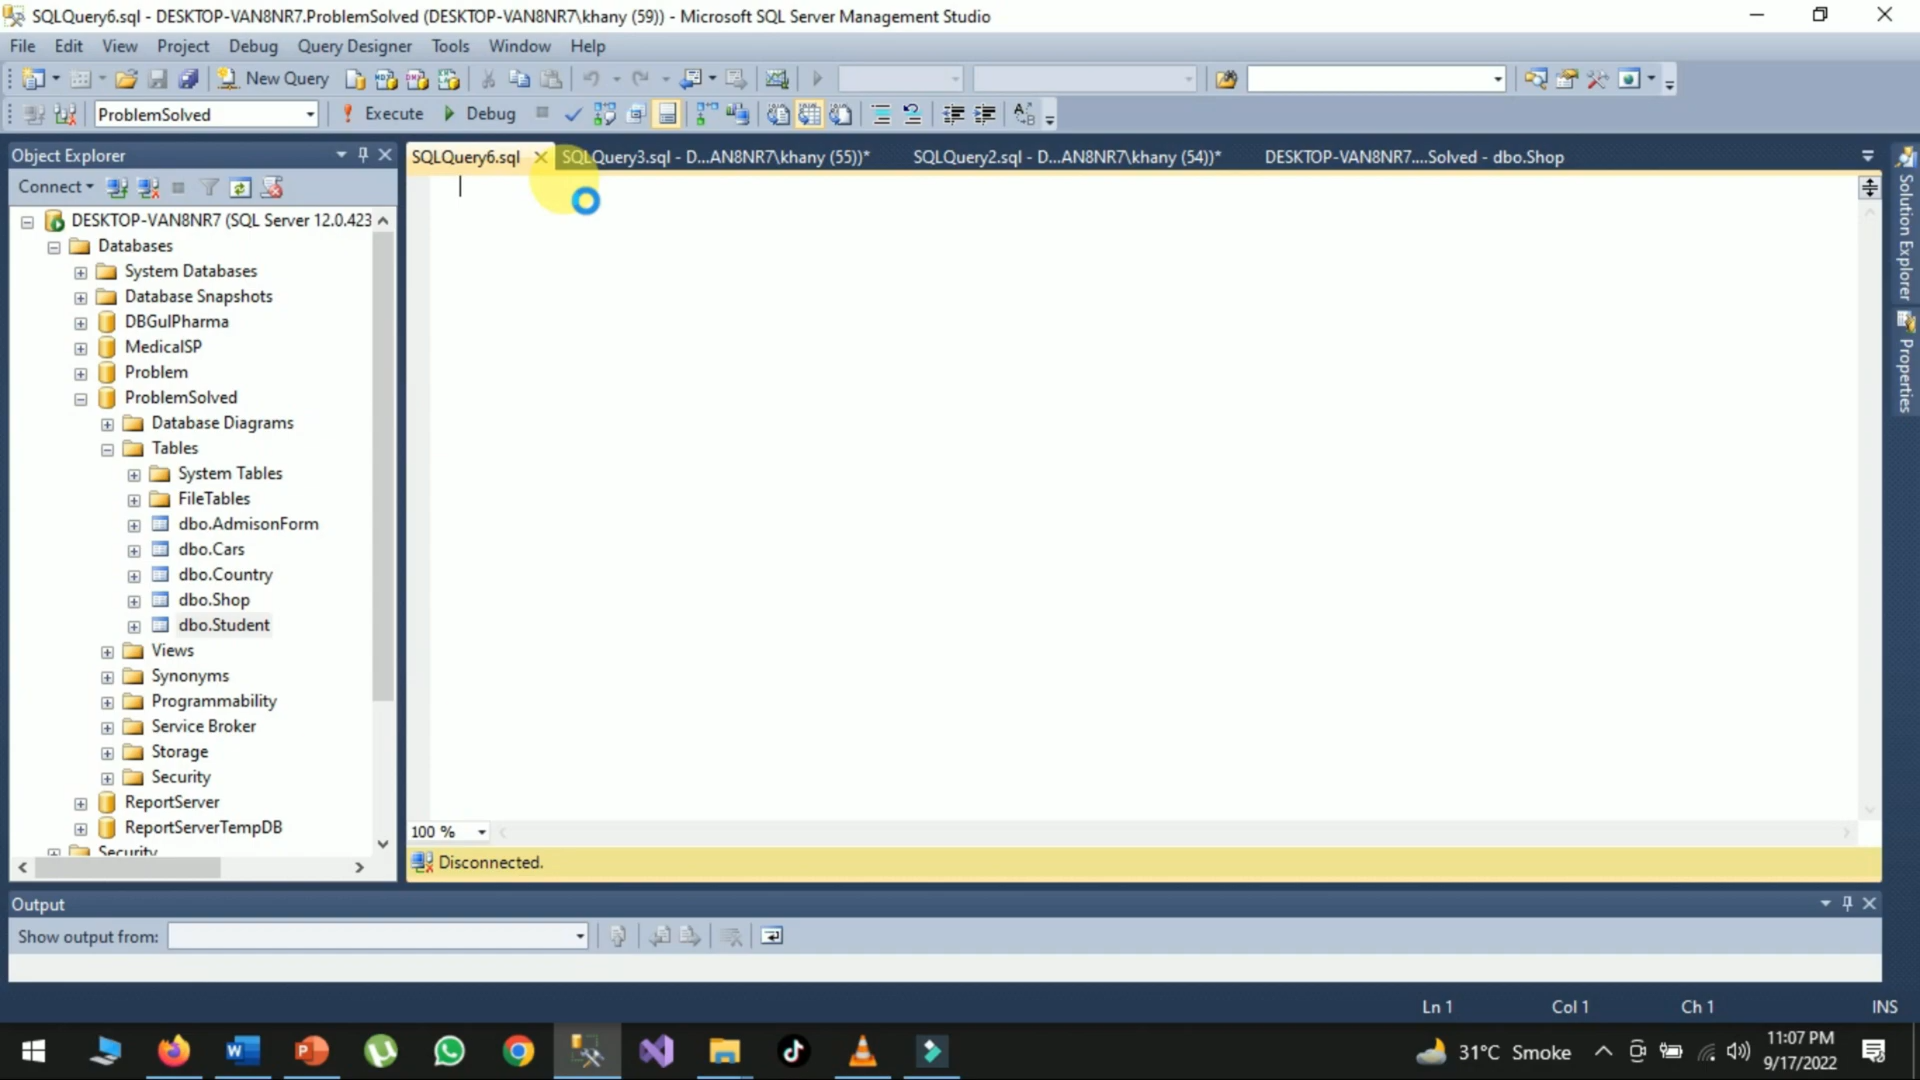 SQLQuery6.sql - DESKTOP-VAN8NR7.ProblemSolved (DESKTOP-VAN8NR7\khany (59)) - Microsoft SQL Server Management Studio
File Edit View Project Debug Query Designer Tools Window Help
New Query
ProblemSolved Execute Debug
Object Explorer
SQLQuery6.sql SQLQuery3.sql - D...AN8NR7\khany (55))* SQLQuery2.sql - D...AN8NR7\khany (54))* DESKTOP-VAN8NR7....Solved - dbo.Shop
Connect
DESKTOP-VAN8NR7 (SQL Server 12.0.423
Databases
System Databases
Database Snapshots
DBGulPharma
MedicalSP
Problem
ProblemSolved
Database Diagrams
Tables
System Tables
FileTables
dbo.AdmisonForm
dbo.Cars
dbo.Country
dbo.Shop
dbo.Student
Views
Synonyms
Programmability
Service Broker
Storage
Security
ReportServer
ReportServerTempDB
Security
Solution Explorer
Properties
100 %
Disconnected.
Output
Show output from:
Ln 1 Col 1 Ch 1 INS
31°C Smoke
11:07 PM
9/17/2022